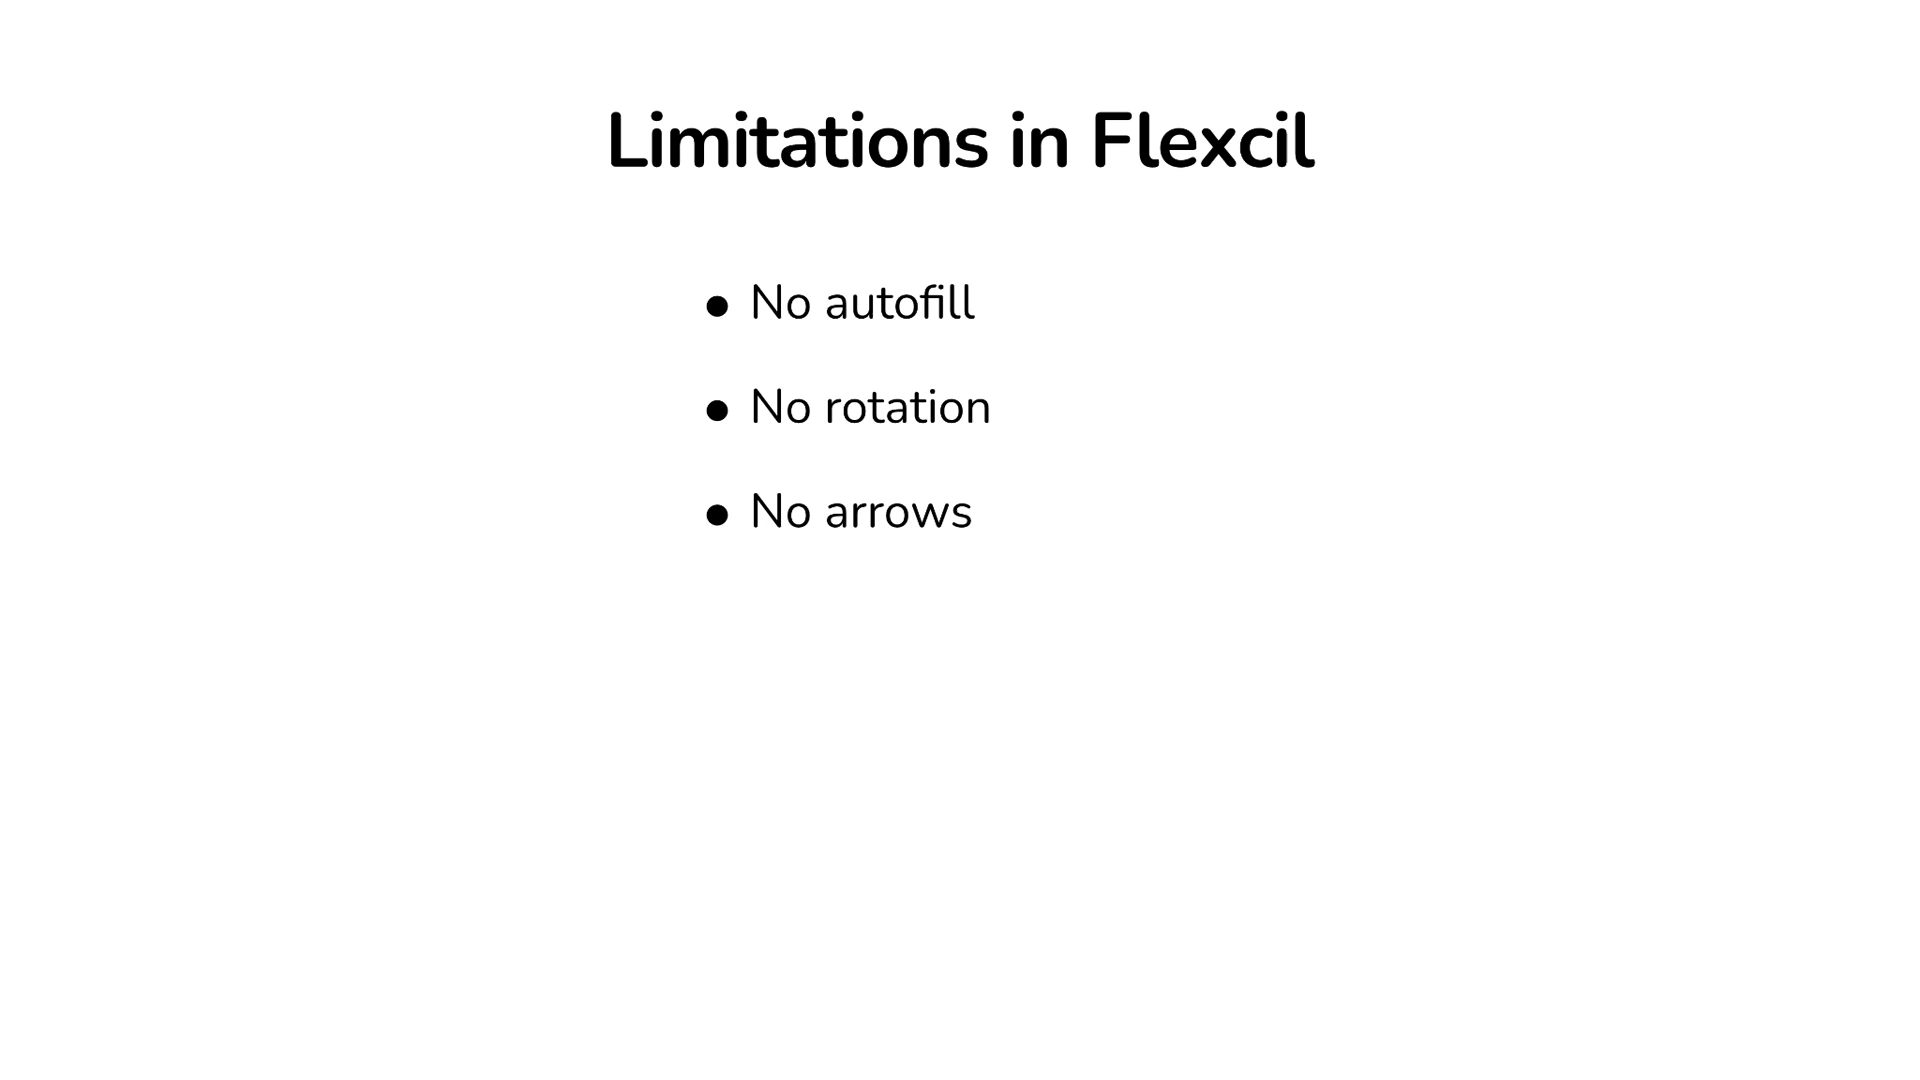 Limitations in Flexcil
● No autofill
● No rotation
● No arrows